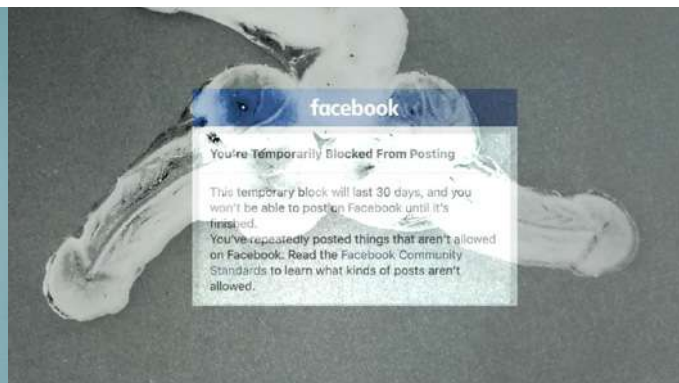 facebook
You're Temporarily Blocked From Posting
This temporary block will last 30 days, and you
won't be able to post on Facebook until it's
finished.
You've repeatedly posted things that aren't allowed
on Facebook. Read the Facebook Community
Standards to learn what kinds of posts aren't
allowed.